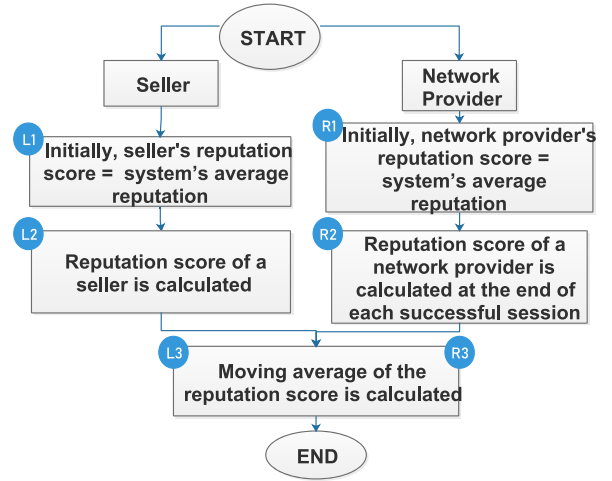 START
Seller
Network
Provider
L1
Initially, seller's reputation
score = system's average
reputation
R1
Initially, network provider's
reputation score =
system's average
reputation
L2
Reputation score of a
seller is calculated
R2
Reputation score of a
network provider is
calculated at the end of
each successful session
L3
R3
Moving average of the
reputation score is calculated
END